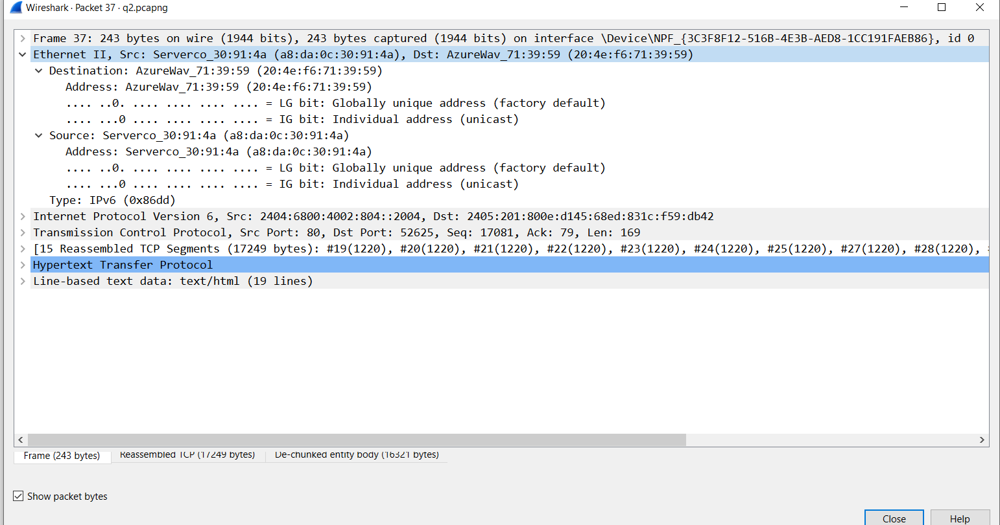 Wireshark · Packet 37 · q2.pcapng
Frame 37: 243 bytes on wire (1944 bits), 243 bytes captured (1944 bits) on interface \Device\NPF_{3C3F8F12-516B-4E3B-AED8-1CC191FAEB86}, id 0
Ethernet II, Src: Serverco_30:91:4a (a8:da:0c:30:91:4a), Dst: AzureWav_71:39:59 (20:4e:f6:71:39:59)
Destination: AzureWav_71:39:59 (20:4e:f6:71:39:59)
Address: AzureWav_71:39:59 (20:4e:f6:71:39:59)
.... ..0. .... .... .... .... = LG bit: Globally unique address (factory default)
.... ...0 .... .... .... .... = IG bit: Individual address (unicast)
Source: Serverco_30:91:4a (a8:da:0c:30:91:4a)
Address: Serverco_30:91:4a (a8:da:0c:30:91:4a)
.... ..0. .... .... .... .... = LG bit: Globally unique address (factory default)
.... ...0 .... .... .... .... = IG bit: Individual address (unicast)
Type: IPv6 (0x86dd)
Internet Protocol Version 6, Src: 2404:6800:4002:804::2004, Dst: 2405:201:800e:d145:68ed:831c:f59:db42
Transmission Control Protocol, Src Port: 80, Dst Port: 52625, Seq: 17081, Ack: 79, Len: 169
[15 Reassembled TCP Segments (17249 bytes): #19(1220), #20(1220), #21(1220), #22(1220), #23(1220), #24(1220), #25(1220), #27(1220), #28(1220),
Hypertext Transfer Protocol
Line-based text data: text/html (19 lines)
Frame (243 bytes) Reassembled TCP (17249 bytes) De-chunked entity body (16321 bytes)
Show packet bytes
Close Help